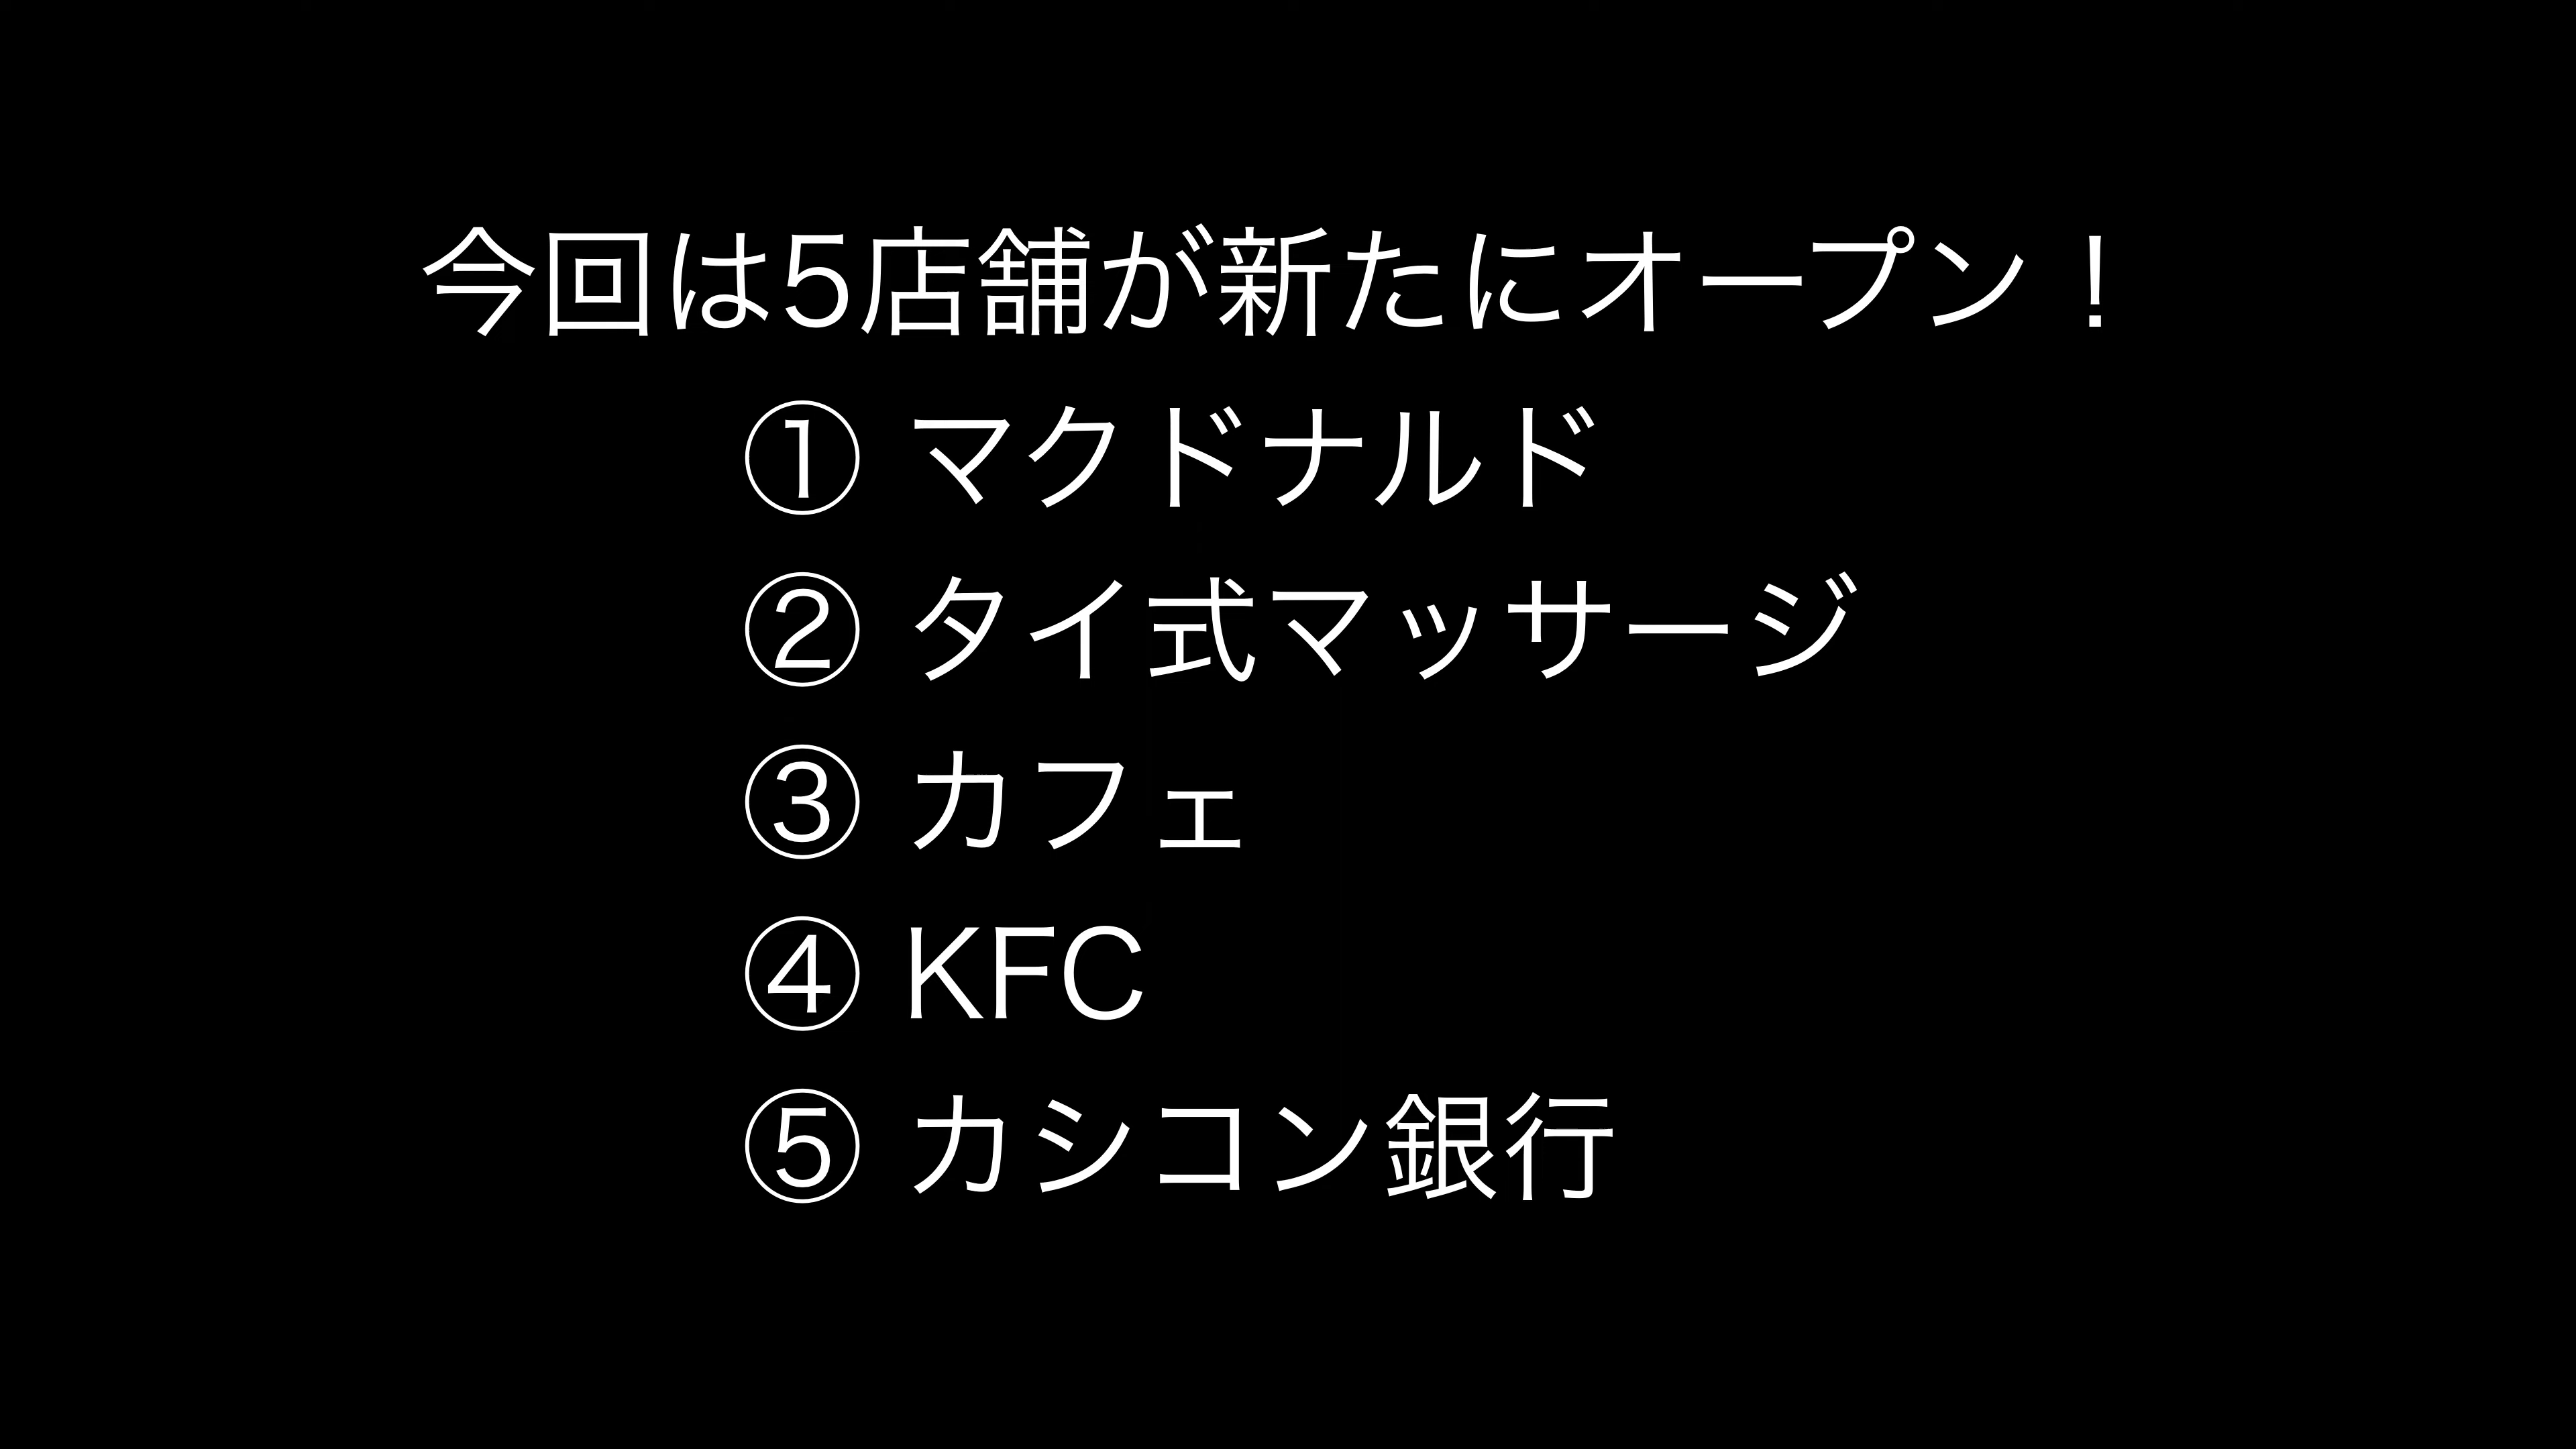 今回は5店舗が新たにオープン！
① マクドナルド
② タイ式マッサージ
③ カフェ
④ KFC
⑤ カシコン銀行